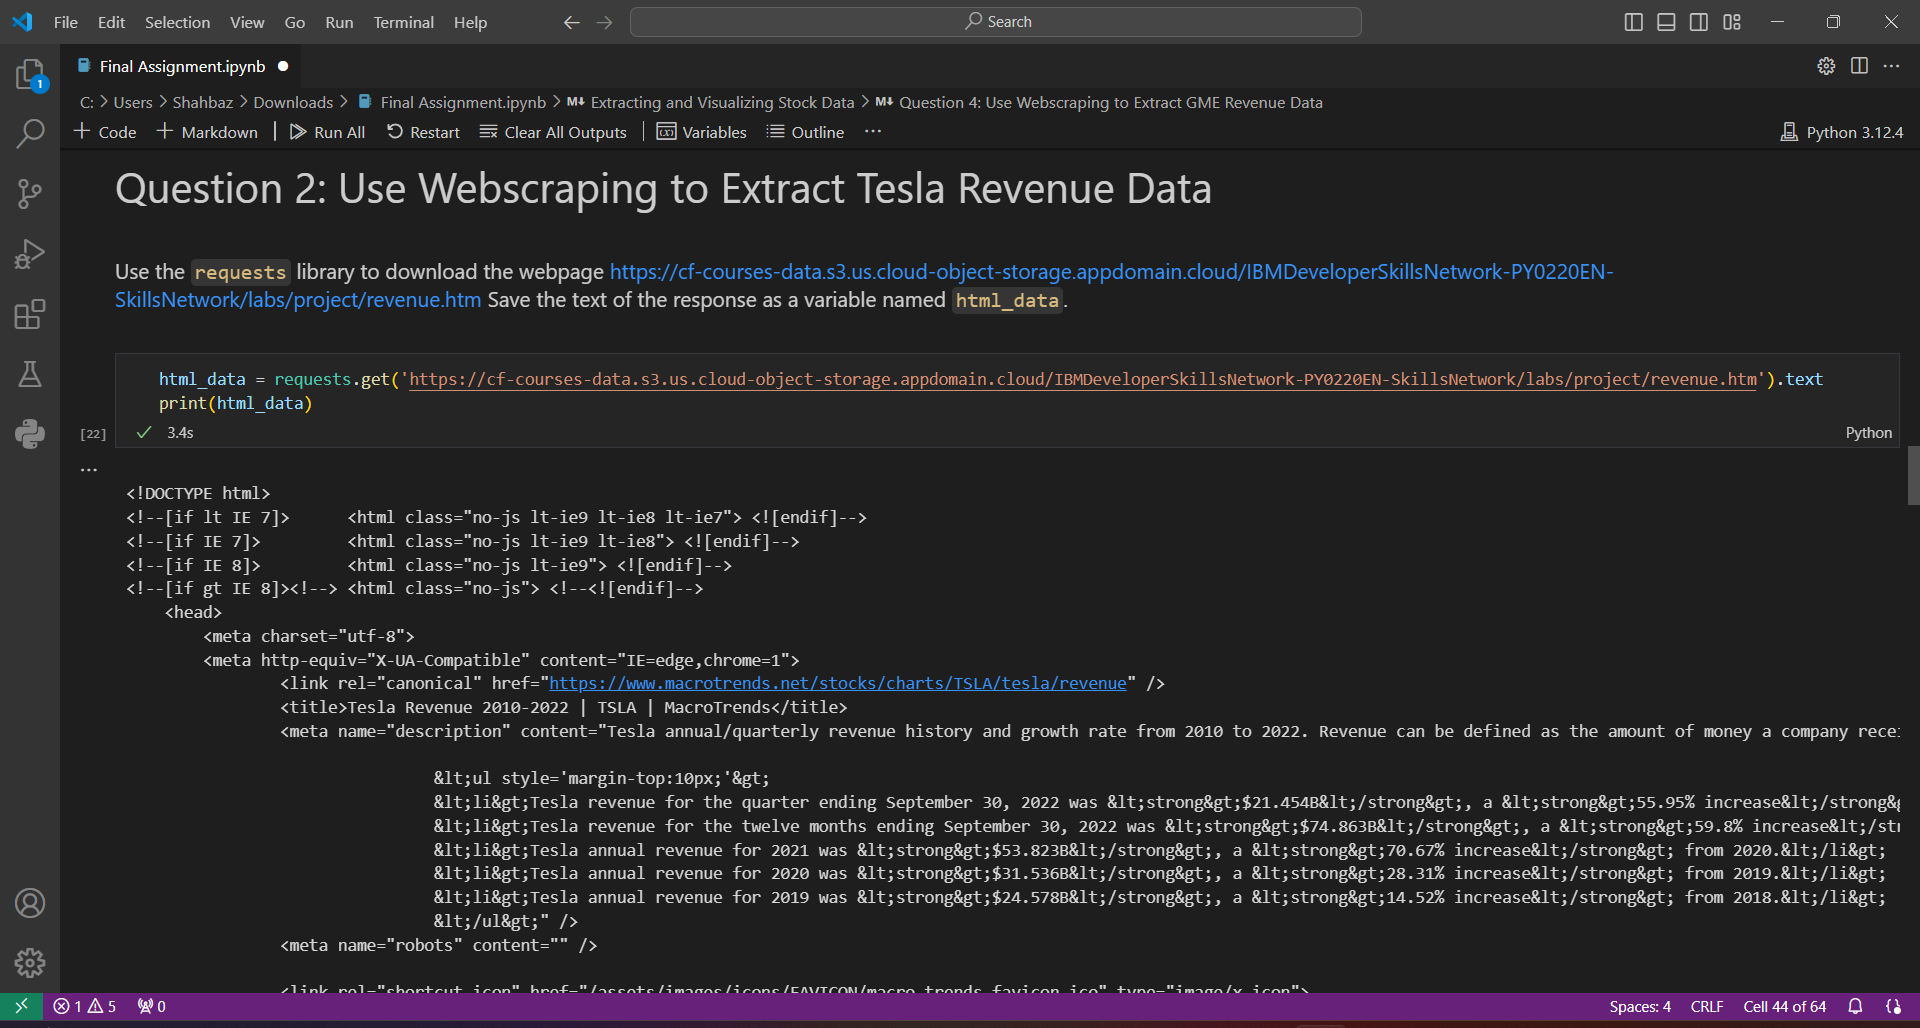 File Edit Selection View Go Run Terminal Help Search
1
Final Assignment.ipynb
C: > Users > Shahbaz > Downloads > Final Assignment.ipynb > M↓ Extracting and Visualizing Stock Data > M↓ Question 4: Use Webscraping to Extract GME Revenue Data
+ Code + Markdown Run All Restart Clear All Outputs Variables Outline ... Python 3.12.4
Question 2: Use Webscraping to Extract Tesla Revenue Data
Use the requests library to download the webpage https://cf-courses-data.s3.us.cloud-object-storage.appdomain.cloud/IBMDeveloperSkillsNetwork-PY0220EN-
SkillsNetwork/labs/project/revenue.htm Save the text of the response as a variable named html_data.
html_data = requests.get('https://cf-courses-data.s3.us.cloud-object-storage.appdomain.cloud/IBMDeveloperSkillsNetwork-PY0220EN-SkillsNetwork/labs/project/revenue.htm').text
print(html_data)
[22] 3.4s Python
...
<!DOCTYPE html>
<!--[if lt IE 7]>      <html class="no-js lt-ie9 lt-ie8 lt-ie7"> <![endif]-->
<!--[if IE 7]>         <html class="no-js lt-ie9 lt-ie8"> <![endif]-->
<!--[if IE 8]>         <html class="no-js lt-ie9"> <![endif]-->
<!--[if gt IE 8]><!--> <html class="no-js"> <!--<![endif]-->
<head>
<meta charset="utf-8">
<meta http-equiv="X-UA-Compatible" content="IE=edge,chrome=1">
<link rel="canonical" href="https://www.macrotrends.net/stocks/charts/TSLA/tesla/revenue" />
<title>Tesla Revenue 2010-2022 | TSLA | MacroTrends</title>
<meta name="description" content="Tesla annual/quarterly revenue history and growth rate from 2010 to 2022. Revenue can be defined as the amount of money a company recei
&lt;ul style='margin-top:10px;'&gt;
&lt;li&gt;Tesla revenue for the quarter ending September 30, 2022 was &lt;strong&gt;$21.454B&lt;/strong&gt;, a &lt;strong&gt;55.95% increase&lt;/strong&g
&lt;li&gt;Tesla revenue for the twelve months ending September 30, 2022 was &lt;strong&gt;$74.863B&lt;/strong&gt;, a &lt;strong&gt;59.8% increase&lt;/str
&lt;li&gt;Tesla annual revenue for 2021 was &lt;strong&gt;$53.823B&lt;/strong&gt;, a &lt;strong&gt;70.67% increase&lt;/strong&gt; from 2020.&lt;/li&gt;
&lt;li&gt;Tesla annual revenue for 2020 was &lt;strong&gt;$31.536B&lt;/strong&gt;, a &lt;strong&gt;28.31% increase&lt;/strong&gt; from 2019.&lt;/li&gt;
&lt;li&gt;Tesla annual revenue for 2019 was &lt;strong&gt;$24.578B&lt;/strong&gt;, a &lt;strong&gt;14.52% increase&lt;/strong&gt; from 2018.&lt;/li&gt;
&lt;/ul&gt;" />
<meta name="robots" content="" />
<link rel="shortcut icon" href="/assets/images/icons/FAVICON/macro-trends_favicon.ico" type="image/x-icon">
1 5 0 Spaces: 4 CRLF Cell 44 of 64